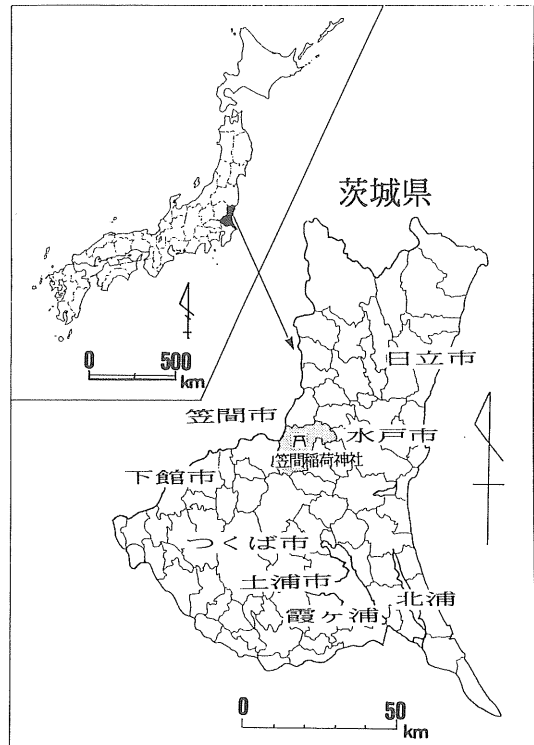 茨城県
0 500
km
日立市
笠間市
水戸市
笠間稲荷神社
下館市
つくば市
土浦市
北浦
霞ヶ浦
0 50
km